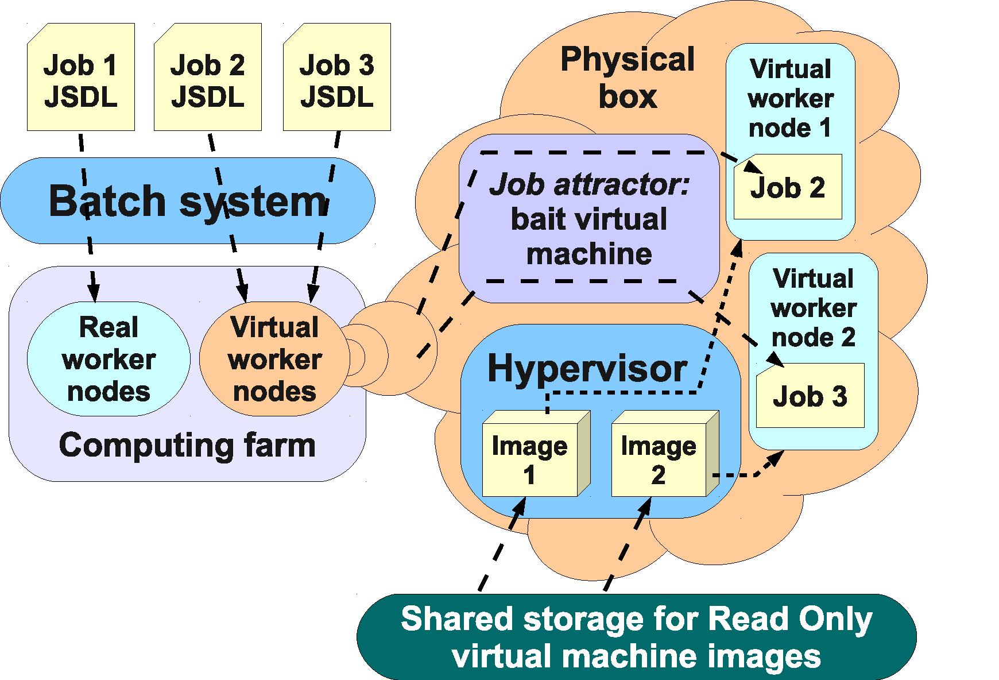 Job 1
JSDL
Job 2
JSDL
Job 3
JSDL
Batch system
Real
worker
nodes
Virtual
worker
nodes
Computing farm
Physical
box
Job attractor:
bait virtual
machine
Virtual
worker
node 1
Job 2
Virtual
worker
node 2
Job 3
Hypervisor
Image
1
Image
2
Shared storage for Read Only
virtual machine images